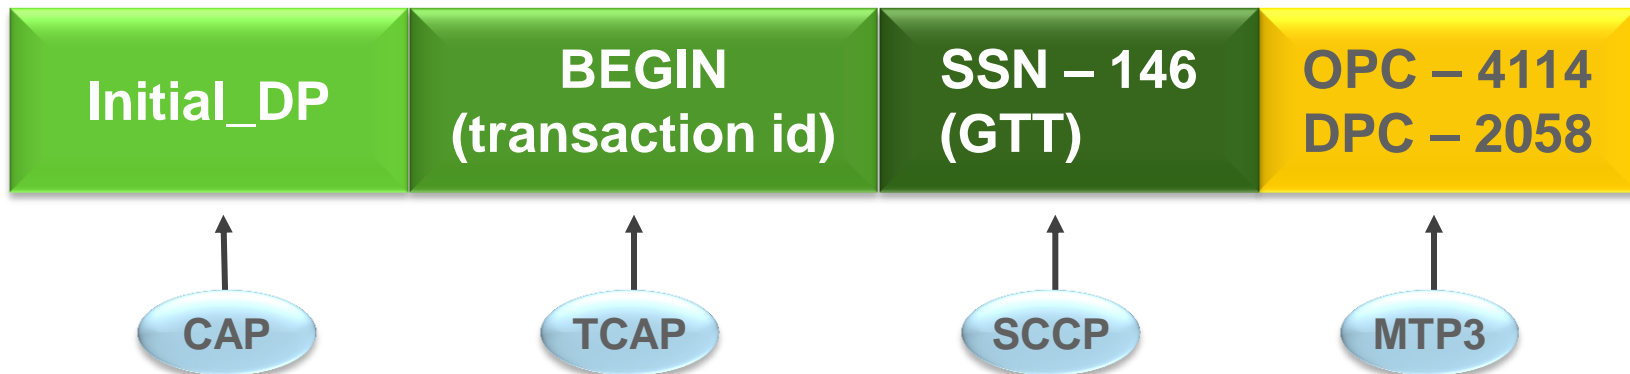 Initial_DP
BEGIN
(transaction id)
SSN – 146
(GTT)
OPC – 4114
DPC – 2058
CAP
TCAP
SCCP
MTP3